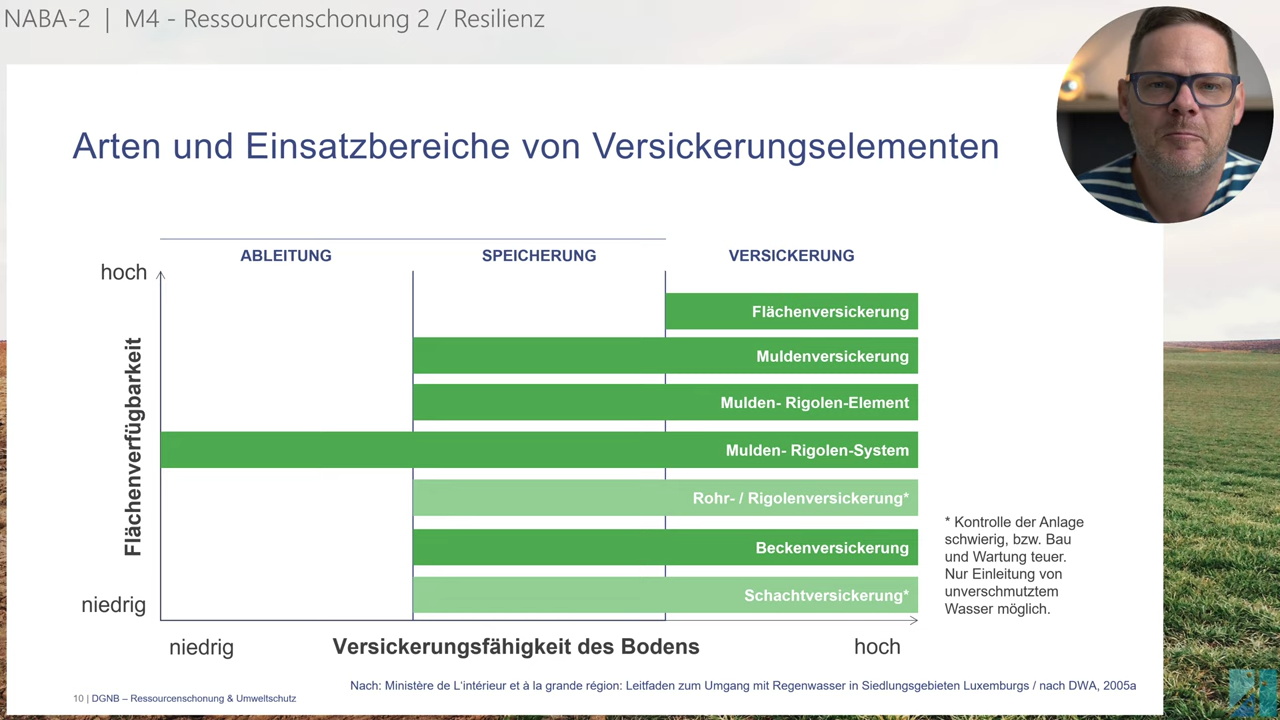 NABA-2 | M4 - Ressourcenschonung 2 / Resilienz
Arten und Einsatzbereiche von Versickerungselementen
ABLEITUNG
SPEICHERUNG
VERSICKERUNG
hoch
Flächenverfügbarkeit
niedrig
Flächenversickerung
Muldenversickerung
Mulden- Rigolen-Element
Mulden- Rigolen-System
Rohr- / Rigolenversickerung*
Beckenversickerung
Schachtversickerung*
* Kontrolle der Anlage
schwierig, bzw. Bau
und Wartung teuer.
Nur Einleitung von
unverschmutztem
Wasser möglich.
niedrig
Versickerungsfähigkeit des Bodens
hoch
Nach: Ministère de L'intérieur et à la grande région: Leitfaden zum Umgang mit Regenwasser in Siedlungsgebieten Luxemburgs / nach DWA, 2005a
10 | DGNB – Ressourcenschonung & Umweltschutz